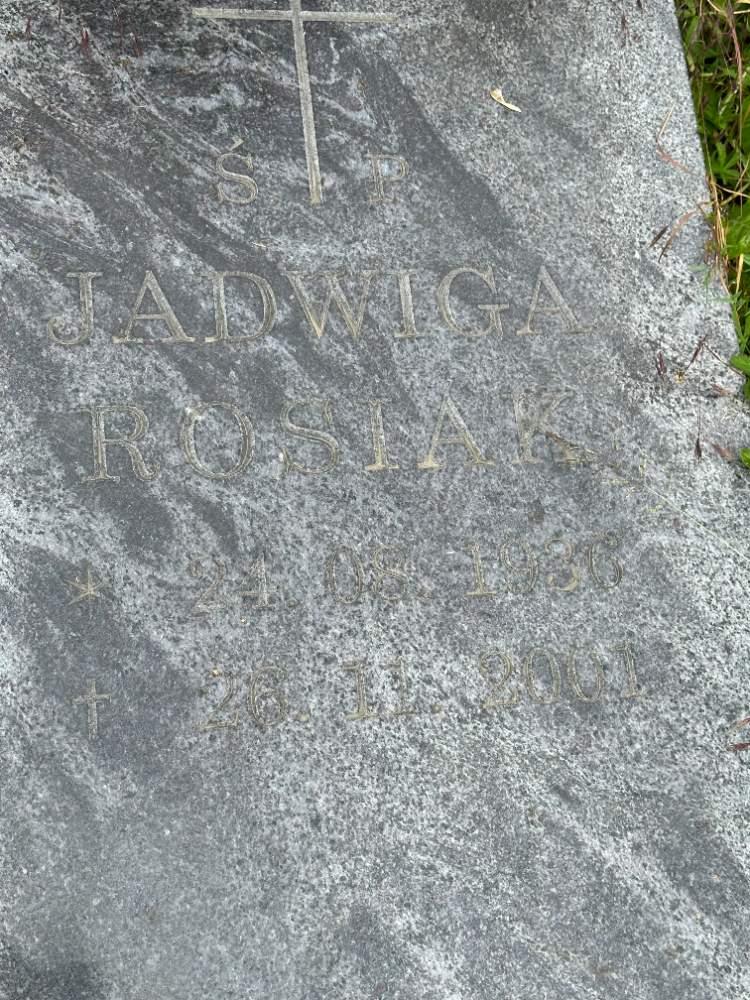 Ś P
JADWIGA
ROSIAK
* 24. 08. 1936
† 26. 11. 2001